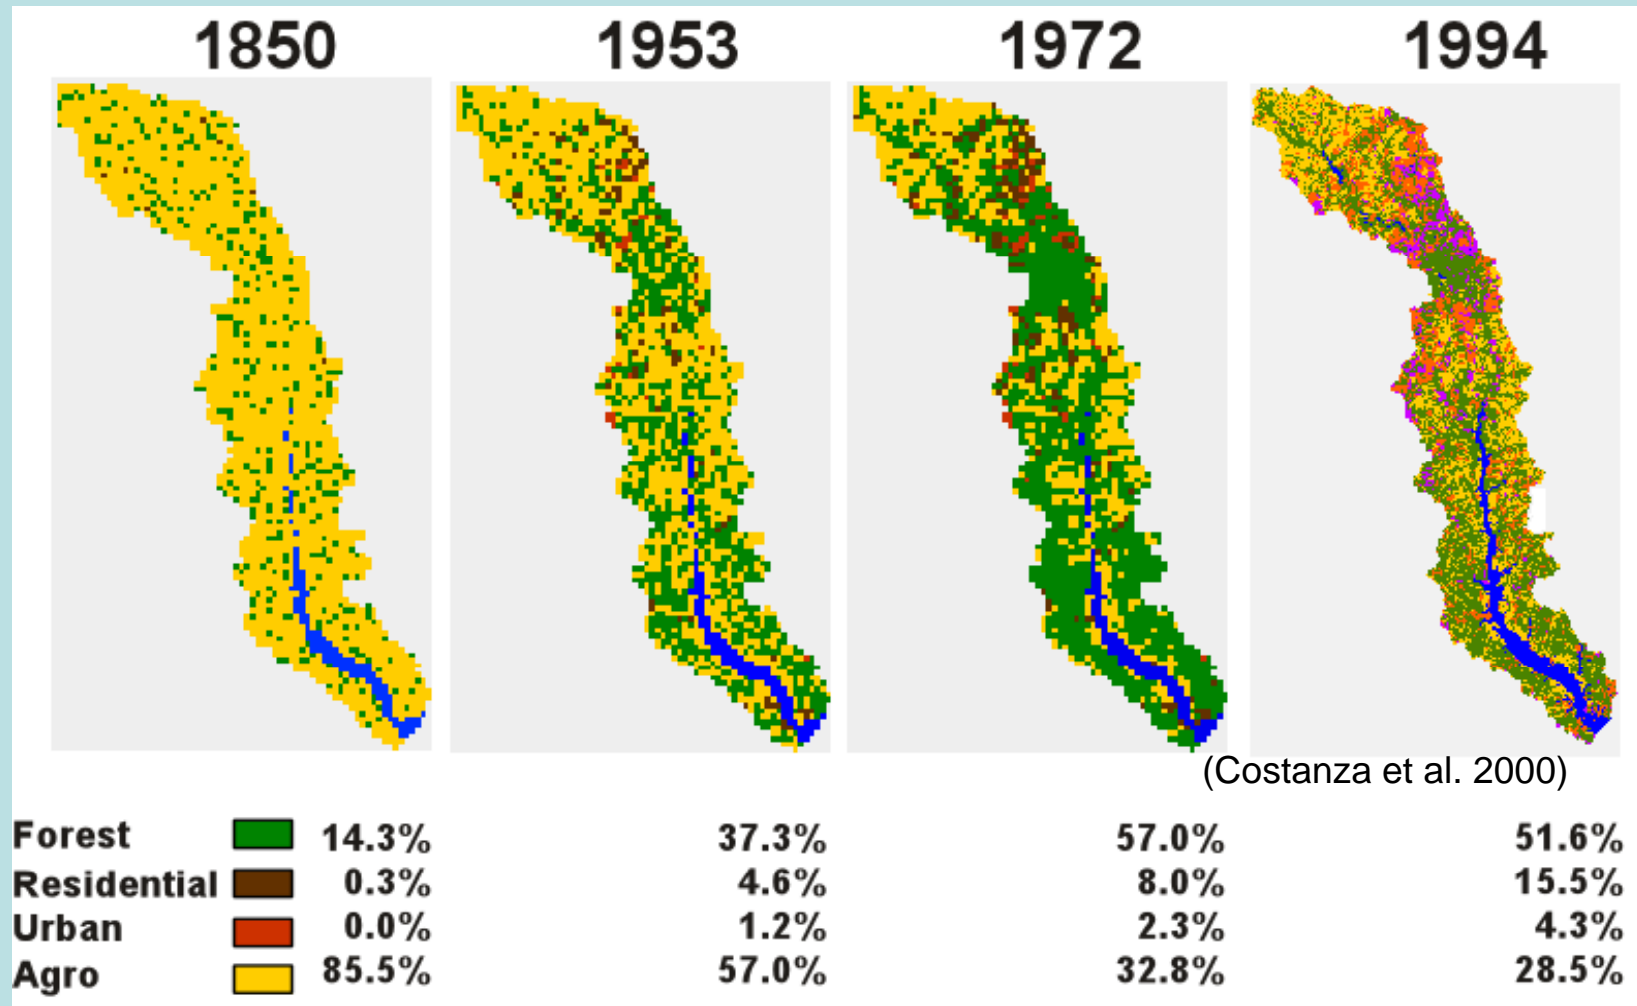 1850 1953 1972 1994
(Costanza et al. 2000)
Forest 14.3% 37.3% 57.0% 51.6%
Residential 0.3% 4.6% 8.0% 15.5%
Urban 0.0% 1.2% 2.3% 4.3%
Agro 85.5% 57.0% 32.8% 28.5%